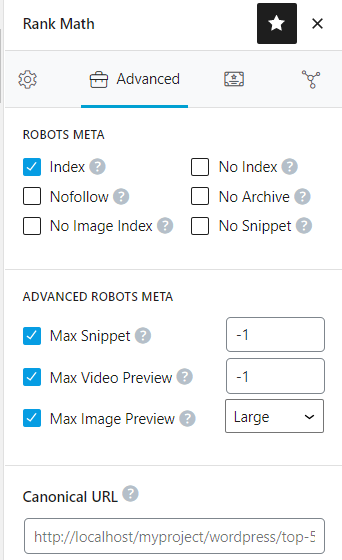 Rank Math
Advanced
ROBOTS META
Index ? No Index ?
Nofollow ? No Archive ?
No Image Index ? No Snippet ?
ADVANCED ROBOTS META
Max Snippet ? -1
Max Video Preview ? -1
Max Image Preview ? Large
Canonical URL ?
http://localhost/myproject/wordpress/top-5